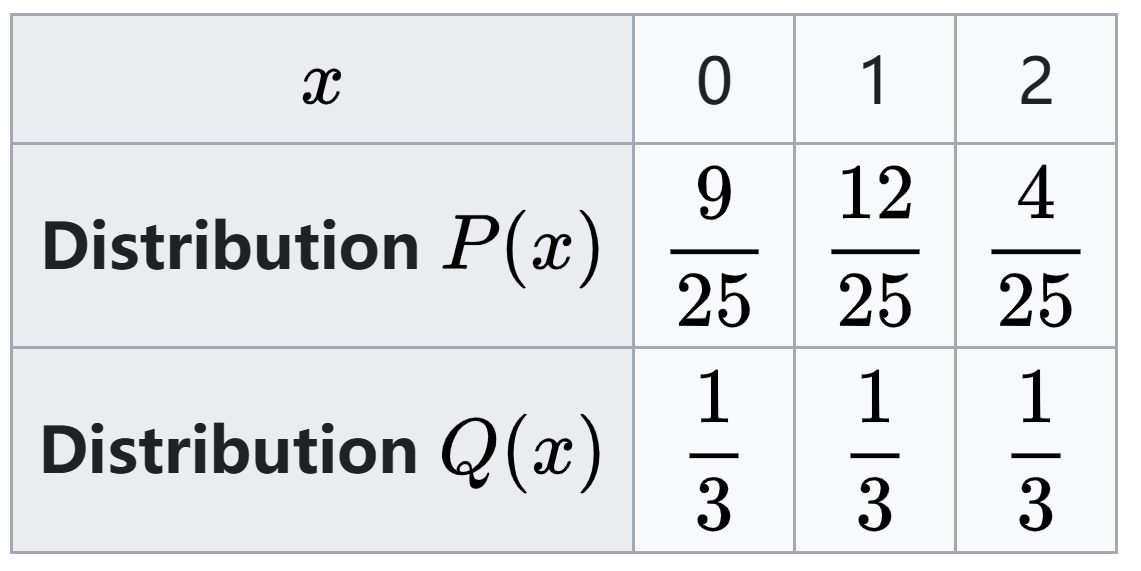 x 0 1 2
Distribution P(x) 9/25 12/25 4/25
Distribution Q(x) 1/3 1/3 1/3